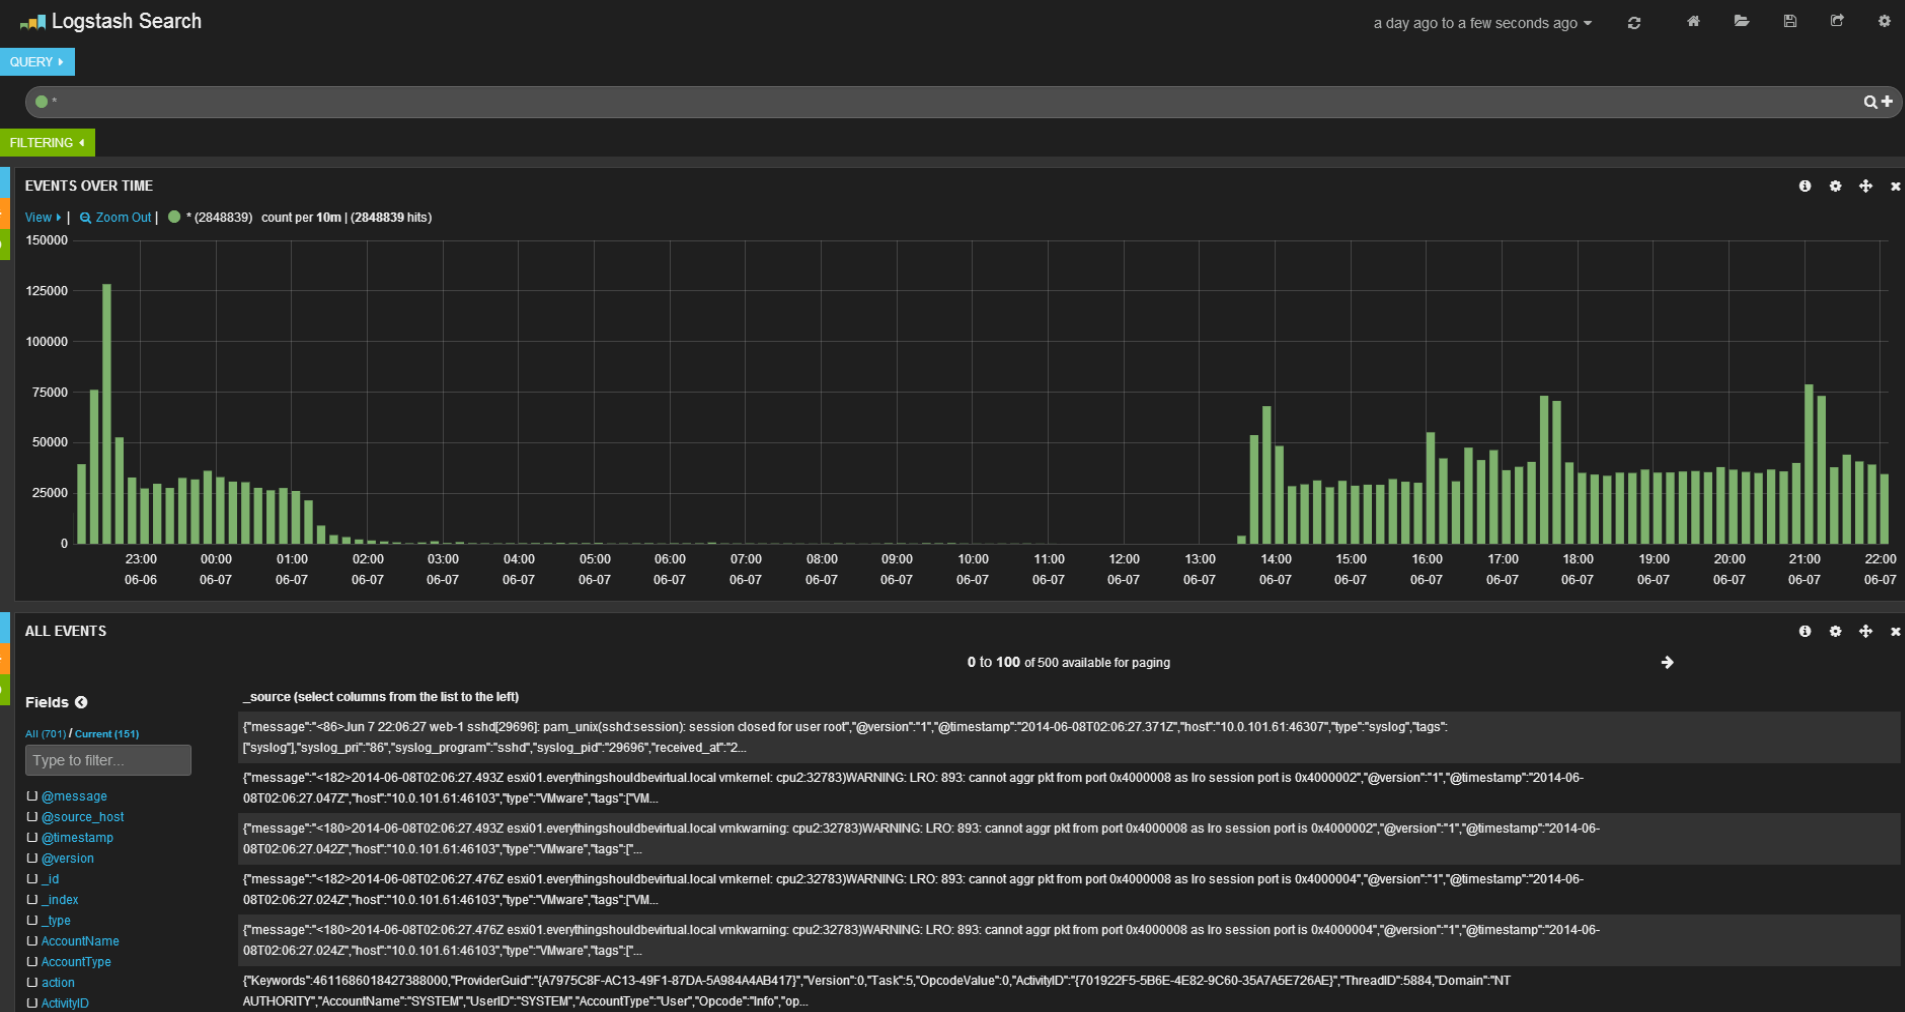 Logstash Search
a day ago to a few seconds ago
QUERY
*
FILTERING
EVENTS OVER TIME
View | Zoom Out | * (2848839) count per 10m | (2848839 hits)
150000
125000
100000
75000
50000
25000
0
23:00 00:00 01:00 02:00 03:00 04:00 05:00 06:00 07:00 08:00 09:00 10:00 11:00 12:00 13:00 14:00 15:00 16:00 17:00 18:00 19:00 20:00 21:00 22:00
06-06 06-07 06-07 06-07 06-07 06-07 06-07 06-07 06-07 06-07 06-07 06-07 06-07 06-07 06-07 06-07 06-07 06-07 06-07 06-07 06-07 06-07 06-07 06-07
ALL EVENTS
0 to 100 of 500 available for paging
Fields
All (701) / Current (151)
Type to filter...
@message
@source_host
@timestamp
@version
_id
_index
_type
AccountName
AccountType
action
ActivityID
_source (select columns from the list to the left)
{"message":"<86>Jun 7 22:06:27 web-1 sshd[29696]: pam_unix(sshd:session): session closed for user root","@version":"1","@timestamp":"2014-06-08T02:06:27.371Z","host":"10.0.101.61:46307","type":"syslog","tags":
["syslog"],"syslog_pri":"86","syslog_program":"sshd","syslog_pid":"29696","received_at":"2...
{"message":"<182>2014-06-08T02:06:27.493Z esxi01.everythingshouldbevirtual.local vmkernel: cpu2:32783)WARNING: LRO: 893: cannot aggr pkt from port 0x4000008 as lro session port is 0x4000002","@version":"1","@timestamp":"2014-06-
08T02:06:27.047Z","host":"10.0.101.61:46103","type":"VMware","tags":["VM...
{"message":"<180>2014-06-08T02:06:27.493Z esxi01.everythingshouldbevirtual.local vmkwarning: cpu2:32783)WARNING: LRO: 893: cannot aggr pkt from port 0x4000008 as lro session port is 0x4000002","@version":"1","@timestamp":"2014-06-
08T02:06:27.042Z","host":"10.0.101.61:46103","type":"VMware","tags":["...
{"message":"<182>2014-06-08T02:06:27.476Z esxi01.everythingshouldbevirtual.local vmkernel: cpu2:32783)WARNING: LRO: 893: cannot aggr pkt from port 0x4000008 as lro session port is 0x4000004","@version":"1","@timestamp":"2014-06-
08T02:06:27.024Z","host":"10.0.101.61:46103","type":"VMware","tags":["VM...
{"message":"<180>2014-06-08T02:06:27.476Z esxi01.everythingshouldbevirtual.local vmkwarning: cpu2:32783)WARNING: LRO: 893: cannot aggr pkt from port 0x4000008 as lro session port is 0x4000004","@version":"1","@timestamp":"2014-06-
08T02:06:27.024Z","host":"10.0.101.61:46103","type":"VMware","tags":["...
{"Keywords":4611686018427388000,"ProviderGuid":"{A7975C8F-AC13-49F1-87DA-5A984A4AB417}","Version":0,"Task":5,"OpcodeValue":0,"ActivityID":"{701922F5-5B6E-4E82-9C60-35A7A5E726AE}","ThreadID":5884,"Domain":"NT
AUTHORITY","AccountName":"SYSTEM","UserID":"SYSTEM","AccountType":"User","Opcode":"Info","op...